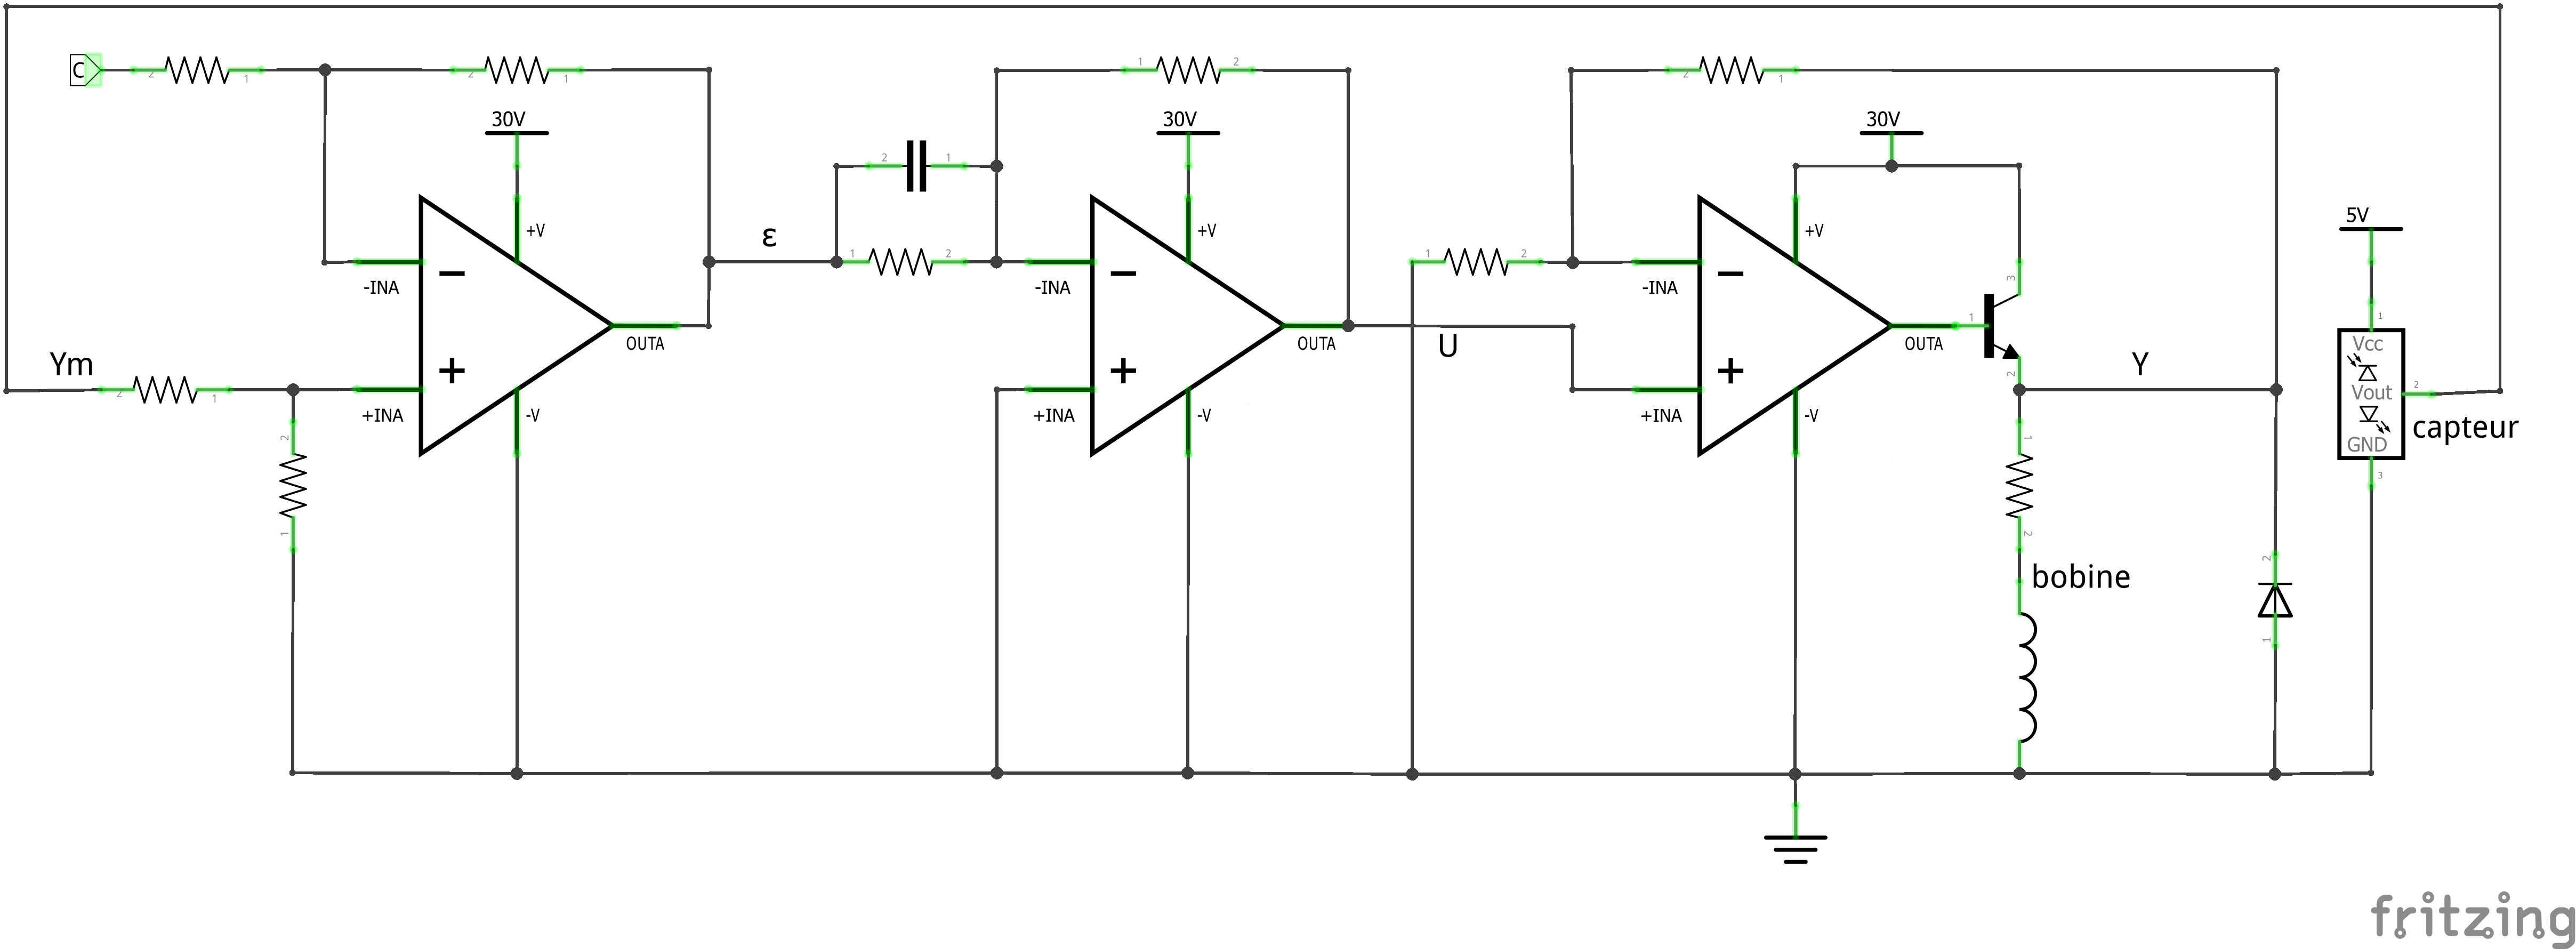 C
2
1
2
1
30V
+V
-INA
−
+
+INA
-V
OUTA
Ym
2
1
2
1
ε
2
1
1
2
1
2
30V
+V
-INA
−
+
+INA
-V
OUTA
U
1
2
2
1
30V
+V
-INA
−
+
+INA
-V
OUTA
1
3
2
Y
1
2
bobine
2
1
5V
1
Vcc
Vout
GND
2
3
capteur
fritzing